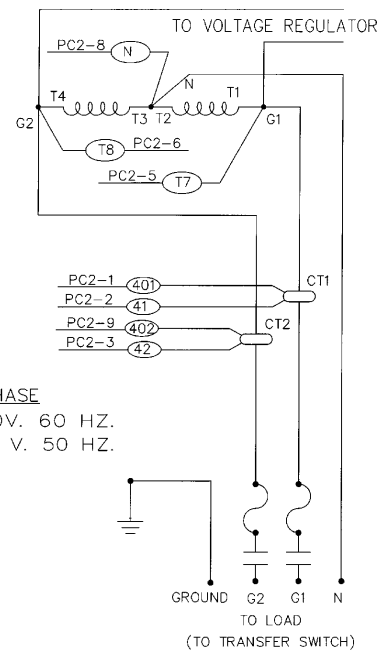 TO VOLTAGE REGULATOR
PC2-8 N
N
T4 T1
G2 T3 T2 G1
T8 PC2-6
PC2-5 T7
PC2-1 401 CT1
PC2-2 41
PC2-9 402 CT2
PC2-3 42
HASE
0V. 60 HZ.
V. 50 HZ.
GROUND G2 G1 N
TO LOAD
(TO TRANSFER SWITCH)